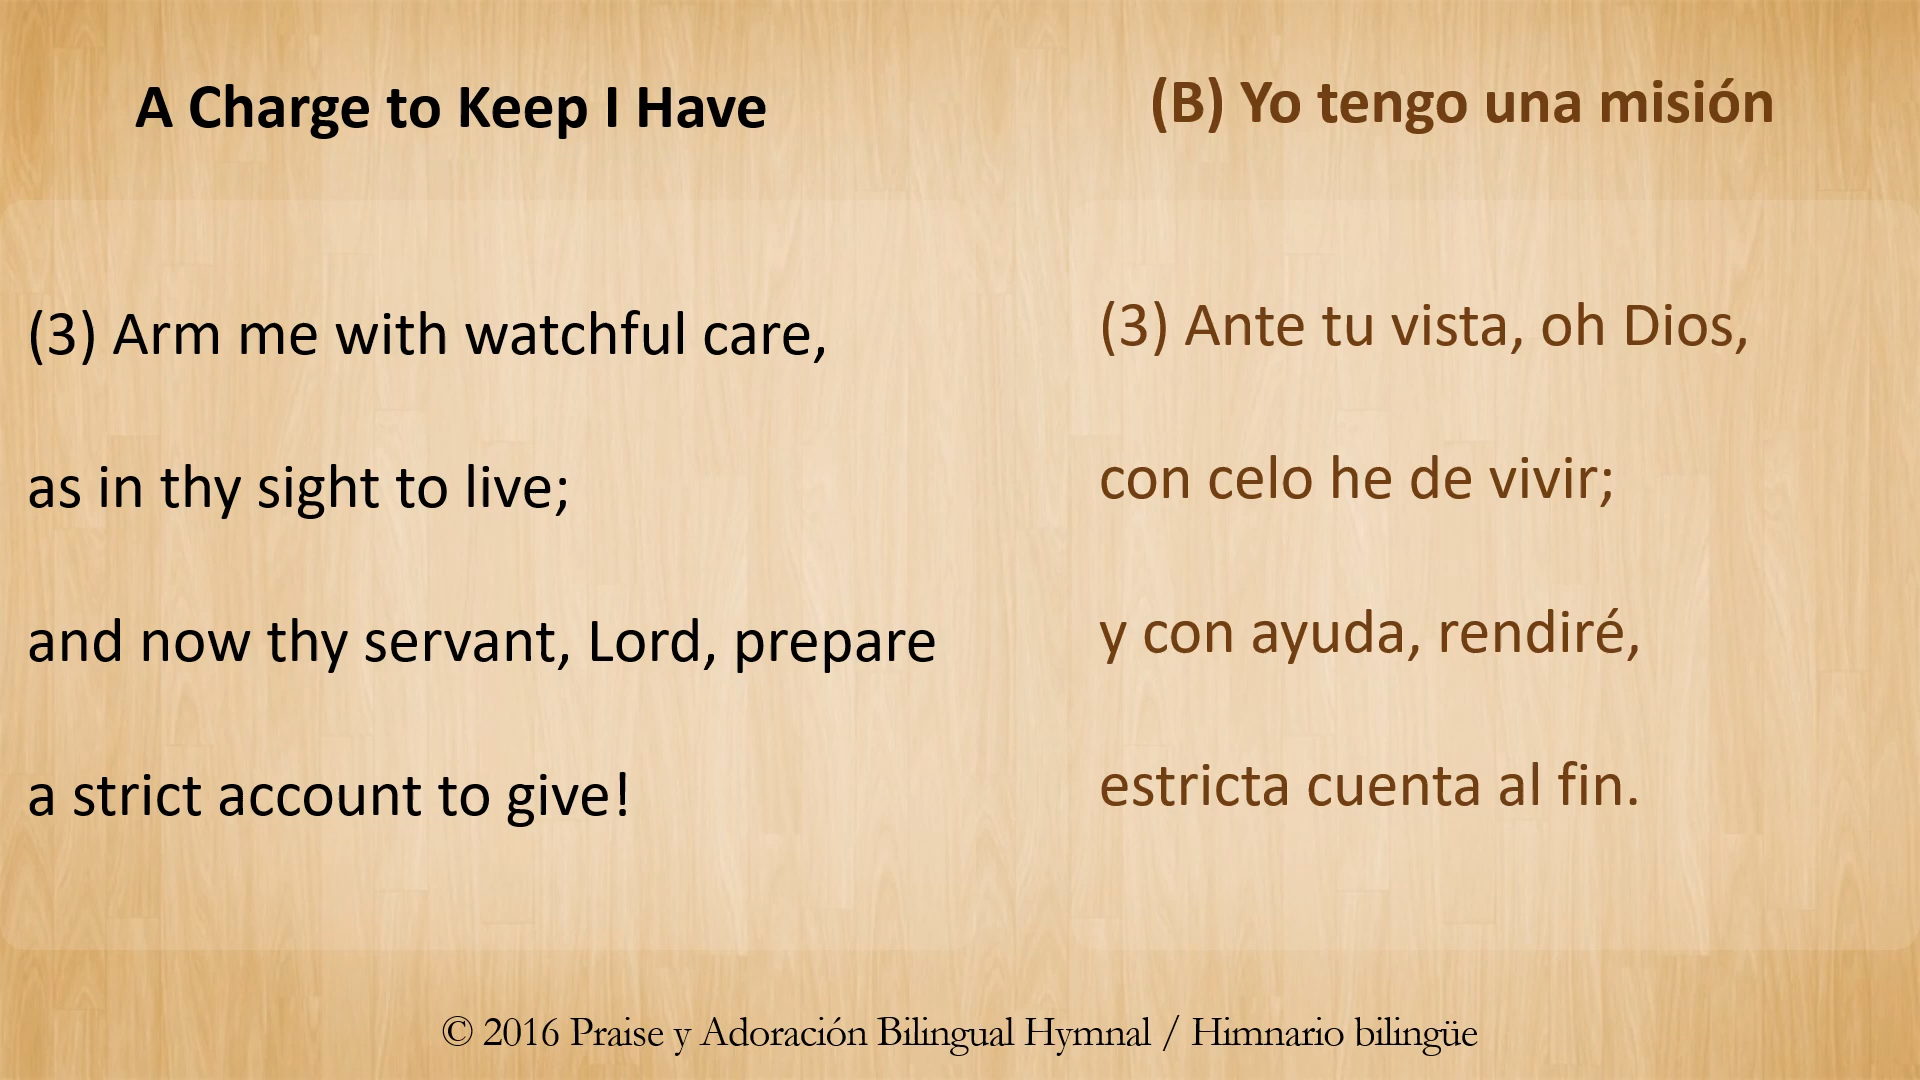 A Charge to Keep I Have
(3) Arm me with watchful care,
as in thy sight to live;
and now thy servant, Lord, prepare
a strict account to give!
(B) Yo tengo una misión
(3) Ante tu vista, oh Dios,
con celo he de vivir;
y con ayuda, rendiré,
estricta cuenta al fin.
© 2016 Praise y Adoración Bilingual Hymnal / Himnario bilingüe